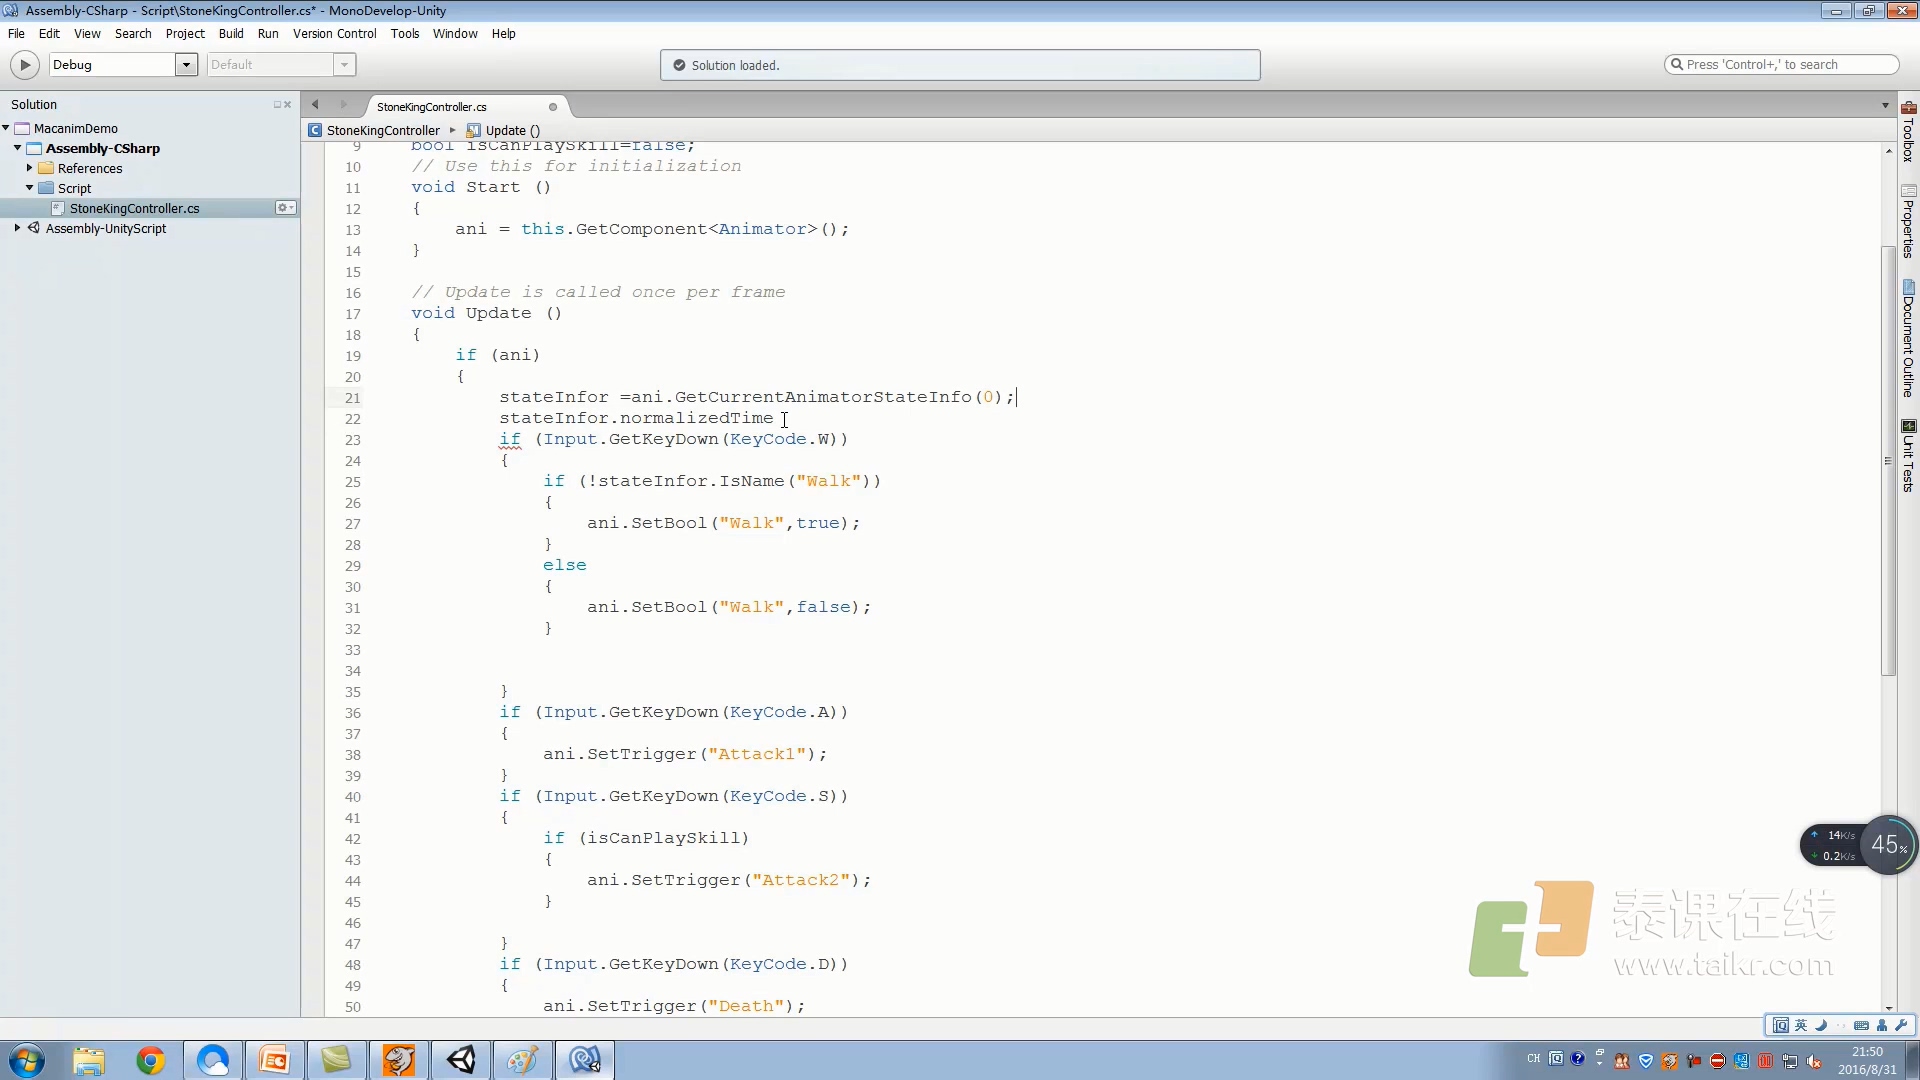 Assembly-CSharp - Script\StoneKingController.cs* - MonoDevelop-Unity
File Edit View Search Project Build Run Version Control Tools Window Help
Debug
Default
Solution loaded.
Press 'Control+,' to search
Solution
MacanimDemo
Assembly-CSharp
References
Script
StoneKingController.cs
Assembly-UnityScript
StoneKingController.cs
StoneKingController Update ()
9 bool isCanPlaySkill=false;
10 // Use this for initialization
11 void Start ()
12 {
13 ani = this.GetComponent<Animator>();
14 }
15
16 // Update is called once per frame
17 void Update ()
18 {
19 if (ani)
20 {
21 stateInfor =ani.GetCurrentAnimatorStateInfo(0);
22 stateInfor.normalizedTime
23 if (Input.GetKeyDown(KeyCode.W))
24 {
25 if (!stateInfor.IsName("Walk"))
26 {
27 ani.SetBool("Walk",true);
28 }
29 else
30 {
31 ani.SetBool("Walk",false);
32 }
33
34
35 }
36 if (Input.GetKeyDown(KeyCode.A))
37 {
38 ani.SetTrigger("Attack1");
39 }
40 if (Input.GetKeyDown(KeyCode.S))
41 {
42 if (isCanPlaySkill)
43 {
44 ani.SetTrigger("Attack2");
45 }
46
47 }
48 if (Input.GetKeyDown(KeyCode.D))
49 {
50 ani.SetTrigger("Death");
Toolbox
Properties
Document Outline
Unit Tests
14K/s
0.2K/s
45%
泰课在线
www.taikr.com
英
CH
21:50
2016/8/31